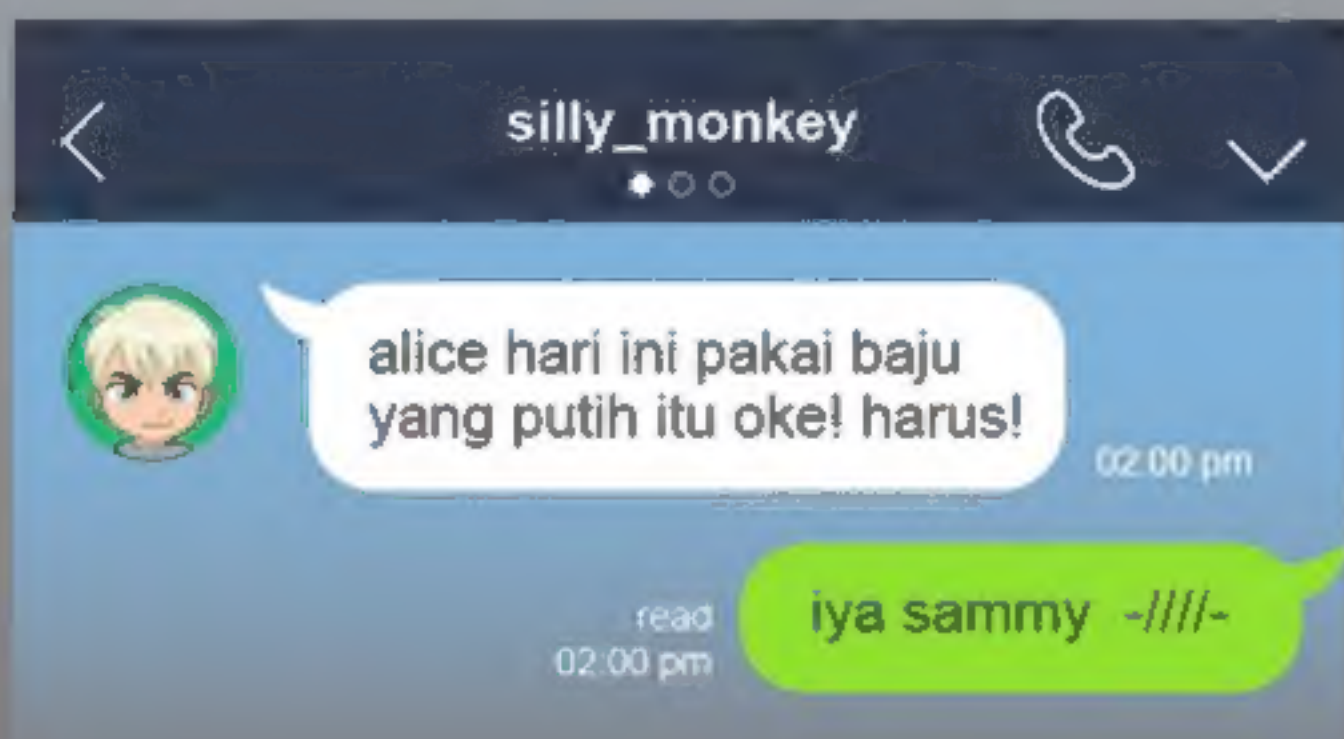 silly_monkey
alice hari ini pakai baju
yang putih itu oke! harus!
02:00 pm
iya sammy -////-
read
02:00 pm